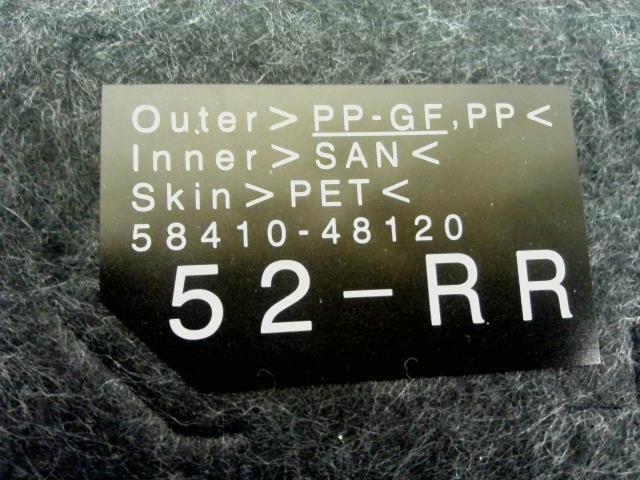 Outer>PP-GF,PP<
Inner>SAN<
Skin>PET<
58410-48120
52-RR